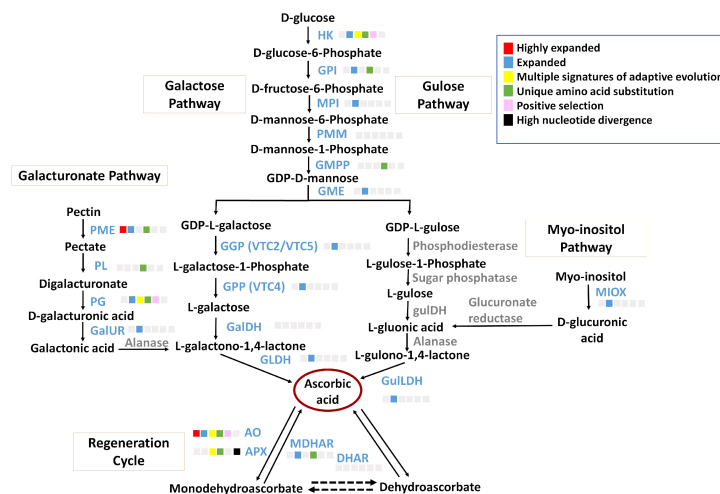 D-glucose
HK
D-glucose-6-Phosphate
GPI
D-fructose-6-Phosphate
MPI
D-mannose-6-Phosphate
PMM
D-mannose-1-Phosphate
GMPP
GDP-D-mannose
GME
Galactose
Pathway
Gulose
Pathway
Highly expanded
Expanded
Multiple signatures of adaptive evolution
Unique amino acid substitution
Positive selection
High nucleotide divergence
Galacturonate Pathway
Pectin
PME
Pectate
PL
Digalacturonate
PG
D-galacturonic acid
GalUR
Galactonic acid
Alanase
GDP-L-galactose
GGP (VTC2/VTC5)
L-galactose-1-Phosphate
GPP (VTC4)
L-galactose
GalDH
L-galactono-1,4-lactone
GLDH
GDP-L-gulose
Phosphodiesterase
L-gulose-1-Phosphate
Sugar phosphatase
L-gulose
gulDH
L-gluonic acid
Alanase
L-gulono-1,4-lactone
GulLDH
Myo-inositol
Pathway
Myo-inositol
MIOX
D-glucuronic
acid
Glucuronate
reductase
Ascorbic
acid
Regeneration
Cycle
AO
APX
MDHAR
DHAR
Monodehydroascorbate
Dehydroascorbate